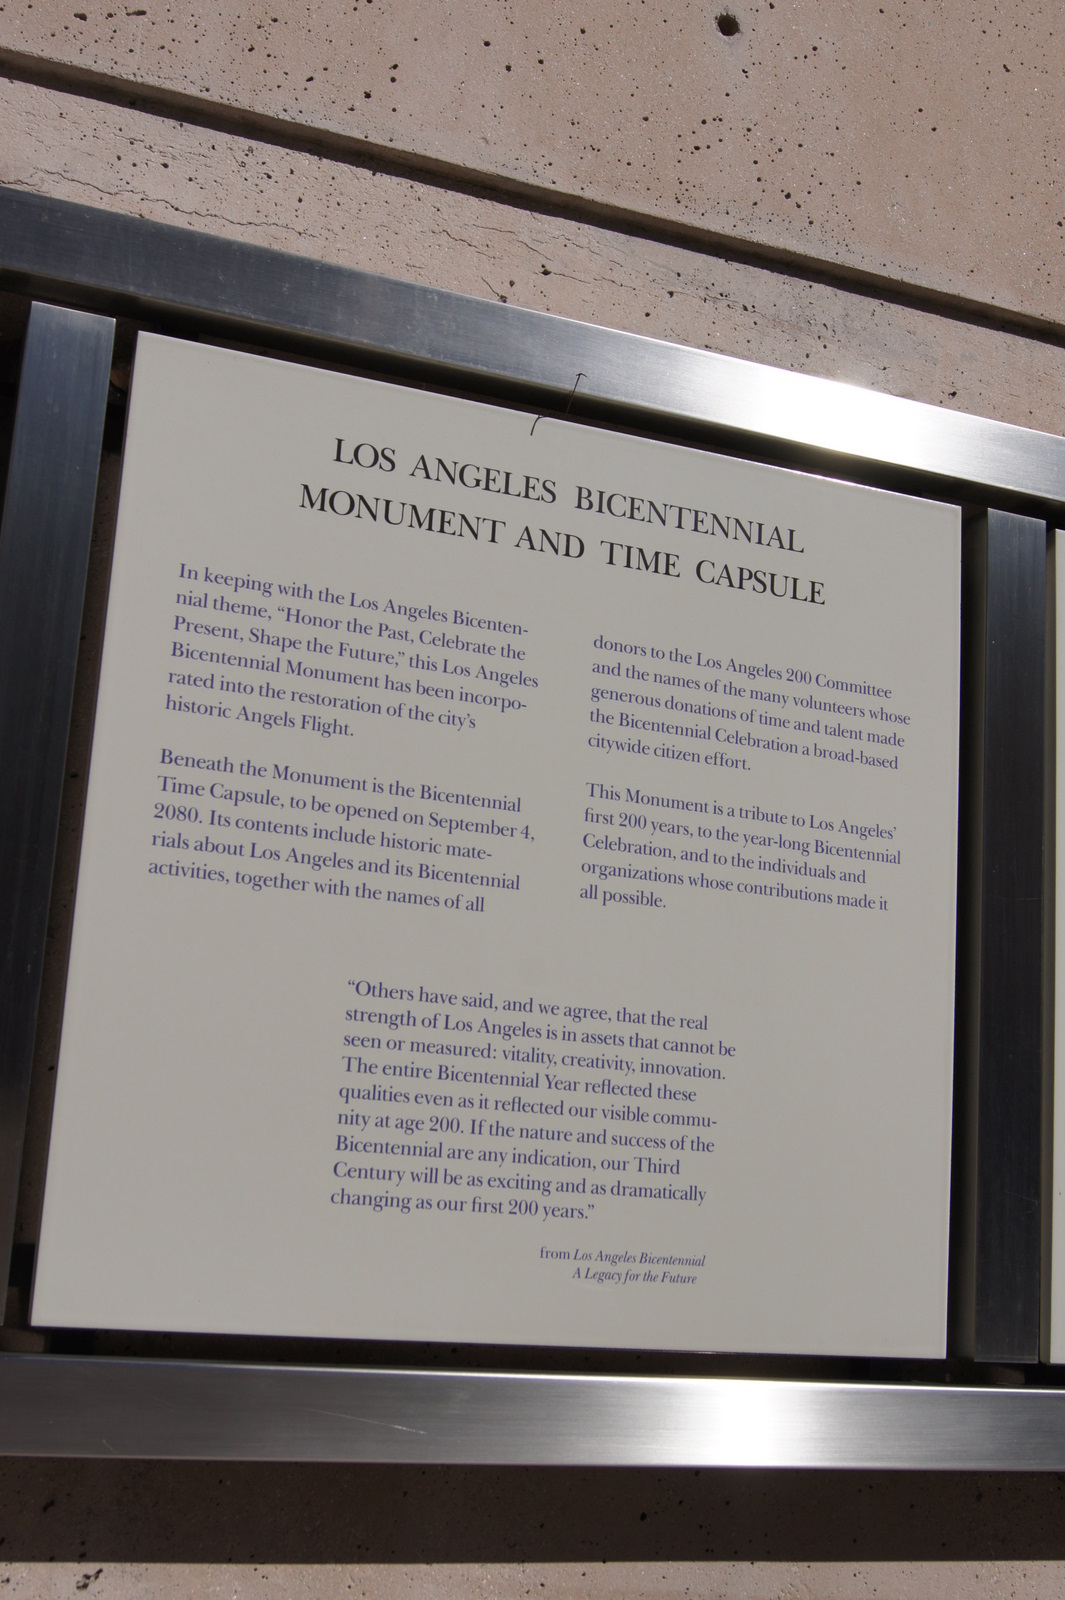 LOS ANGELES BICENTENNIAL
MONUMENT AND TIME CAPSULE
In keeping with the Los Angeles Bicenten-
nial theme, “Honor the Past, Celebrate the
Present, Shape the Future,” this Los Angeles
Bicentennial Monument has been incorpo-
rated into the restoration of the city’s
historic Angels Flight.
Beneath the Monument is the Bicentennial
Time Capsule, to be opened on September 4,
2080. Its contents include historic mate-
rials about Los Angeles and its Bicentennial
activities, together with the names of all
donors to the Los Angeles 200 Committee
and the names of the many volunteers whose
generous donations of time and talent made
the Bicentennial Celebration a broad-based
citywide citizen effort.
This Monument is a tribute to Los Angeles’
first 200 years, to the year-long Bicentennial
Celebration, and to the individuals and
organizations whose contributions made it
all possible.
“Others have said, and we agree, that the real
strength of Los Angeles is in assets that cannot be
seen or measured: vitality, creativity, innovation.
The entire Bicentennial Year reflected these
qualities even as it reflected our visible commu-
nity at age 200. If the nature and success of the
Bicentennial are any indication, our Third
Century will be as exciting and as dramatically
changing as our first 200 years.”
from Los Angeles Bicentennial
A Legacy for the Future